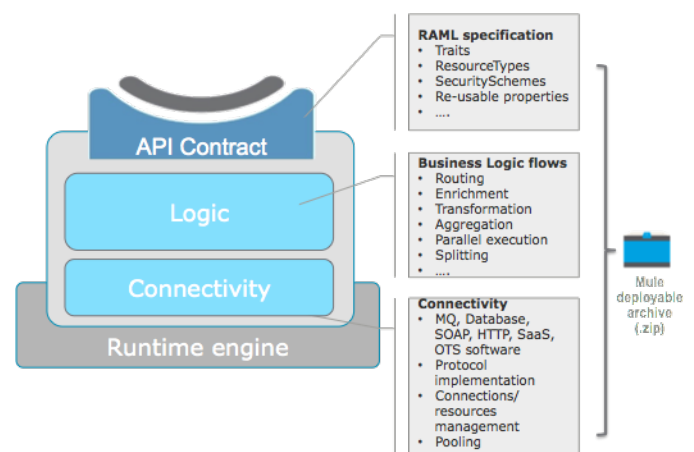 API Contract
Logic
Connectivity
Runtime engine
RAML specification
• Traits
• ResourceTypes
• SecuritySchemes
• Re-usable properties
• ....
Business Logic flows
• Routing
• Enrichment
• Transformation
• Aggregation
• Parallel execution
• Splitting
• ....
Connectivity
• MQ, Database,
SOAP, HTTP, SaaS,
OTS software
• Protocol
implementation
• Connections/
resources
management
• Pooling
Mule
deployable
archive
(.zip)